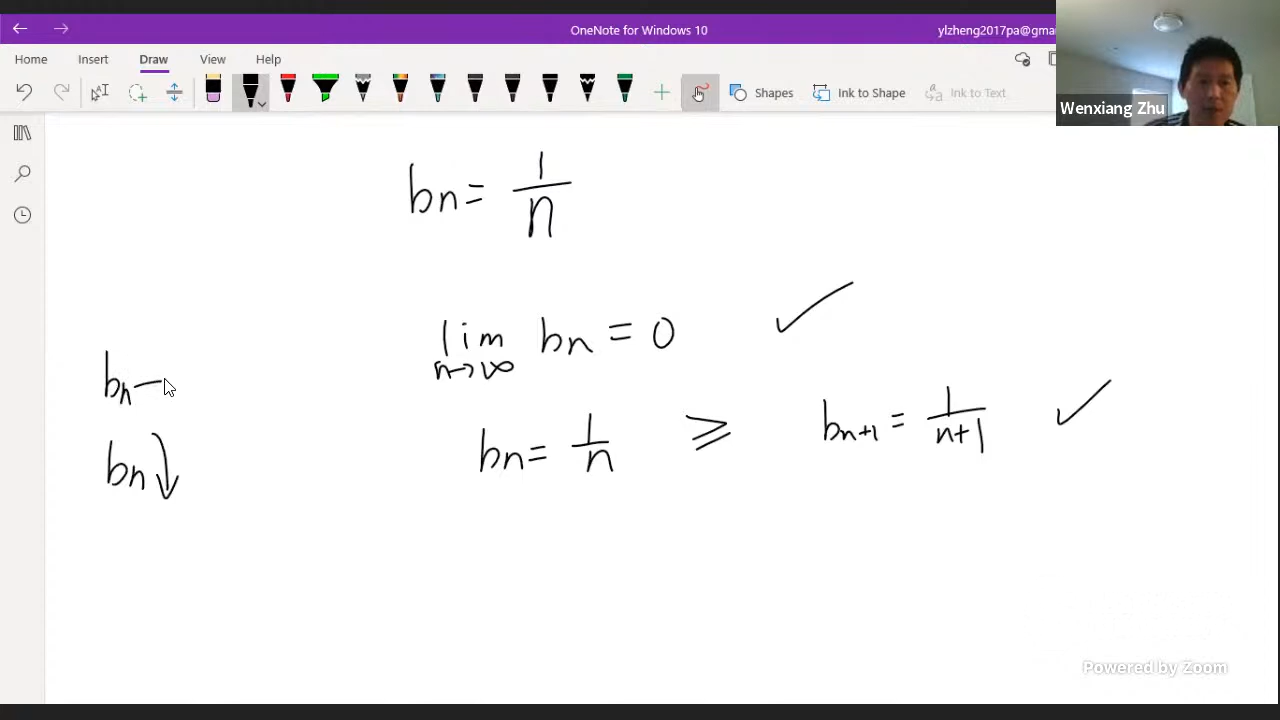 OneNote for Windows 10 ylzheng2017pa@gma
Home Insert Draw View Help
Shapes Ink to Shape Ink to Text
Wenxiang Zhu
bn = 1/n
lim n→∞ bn = 0 ✓
bn —
bn = 1/n ≥ bn+1 = 1/n+1 ✓
bn ↓
Powered by Zoom